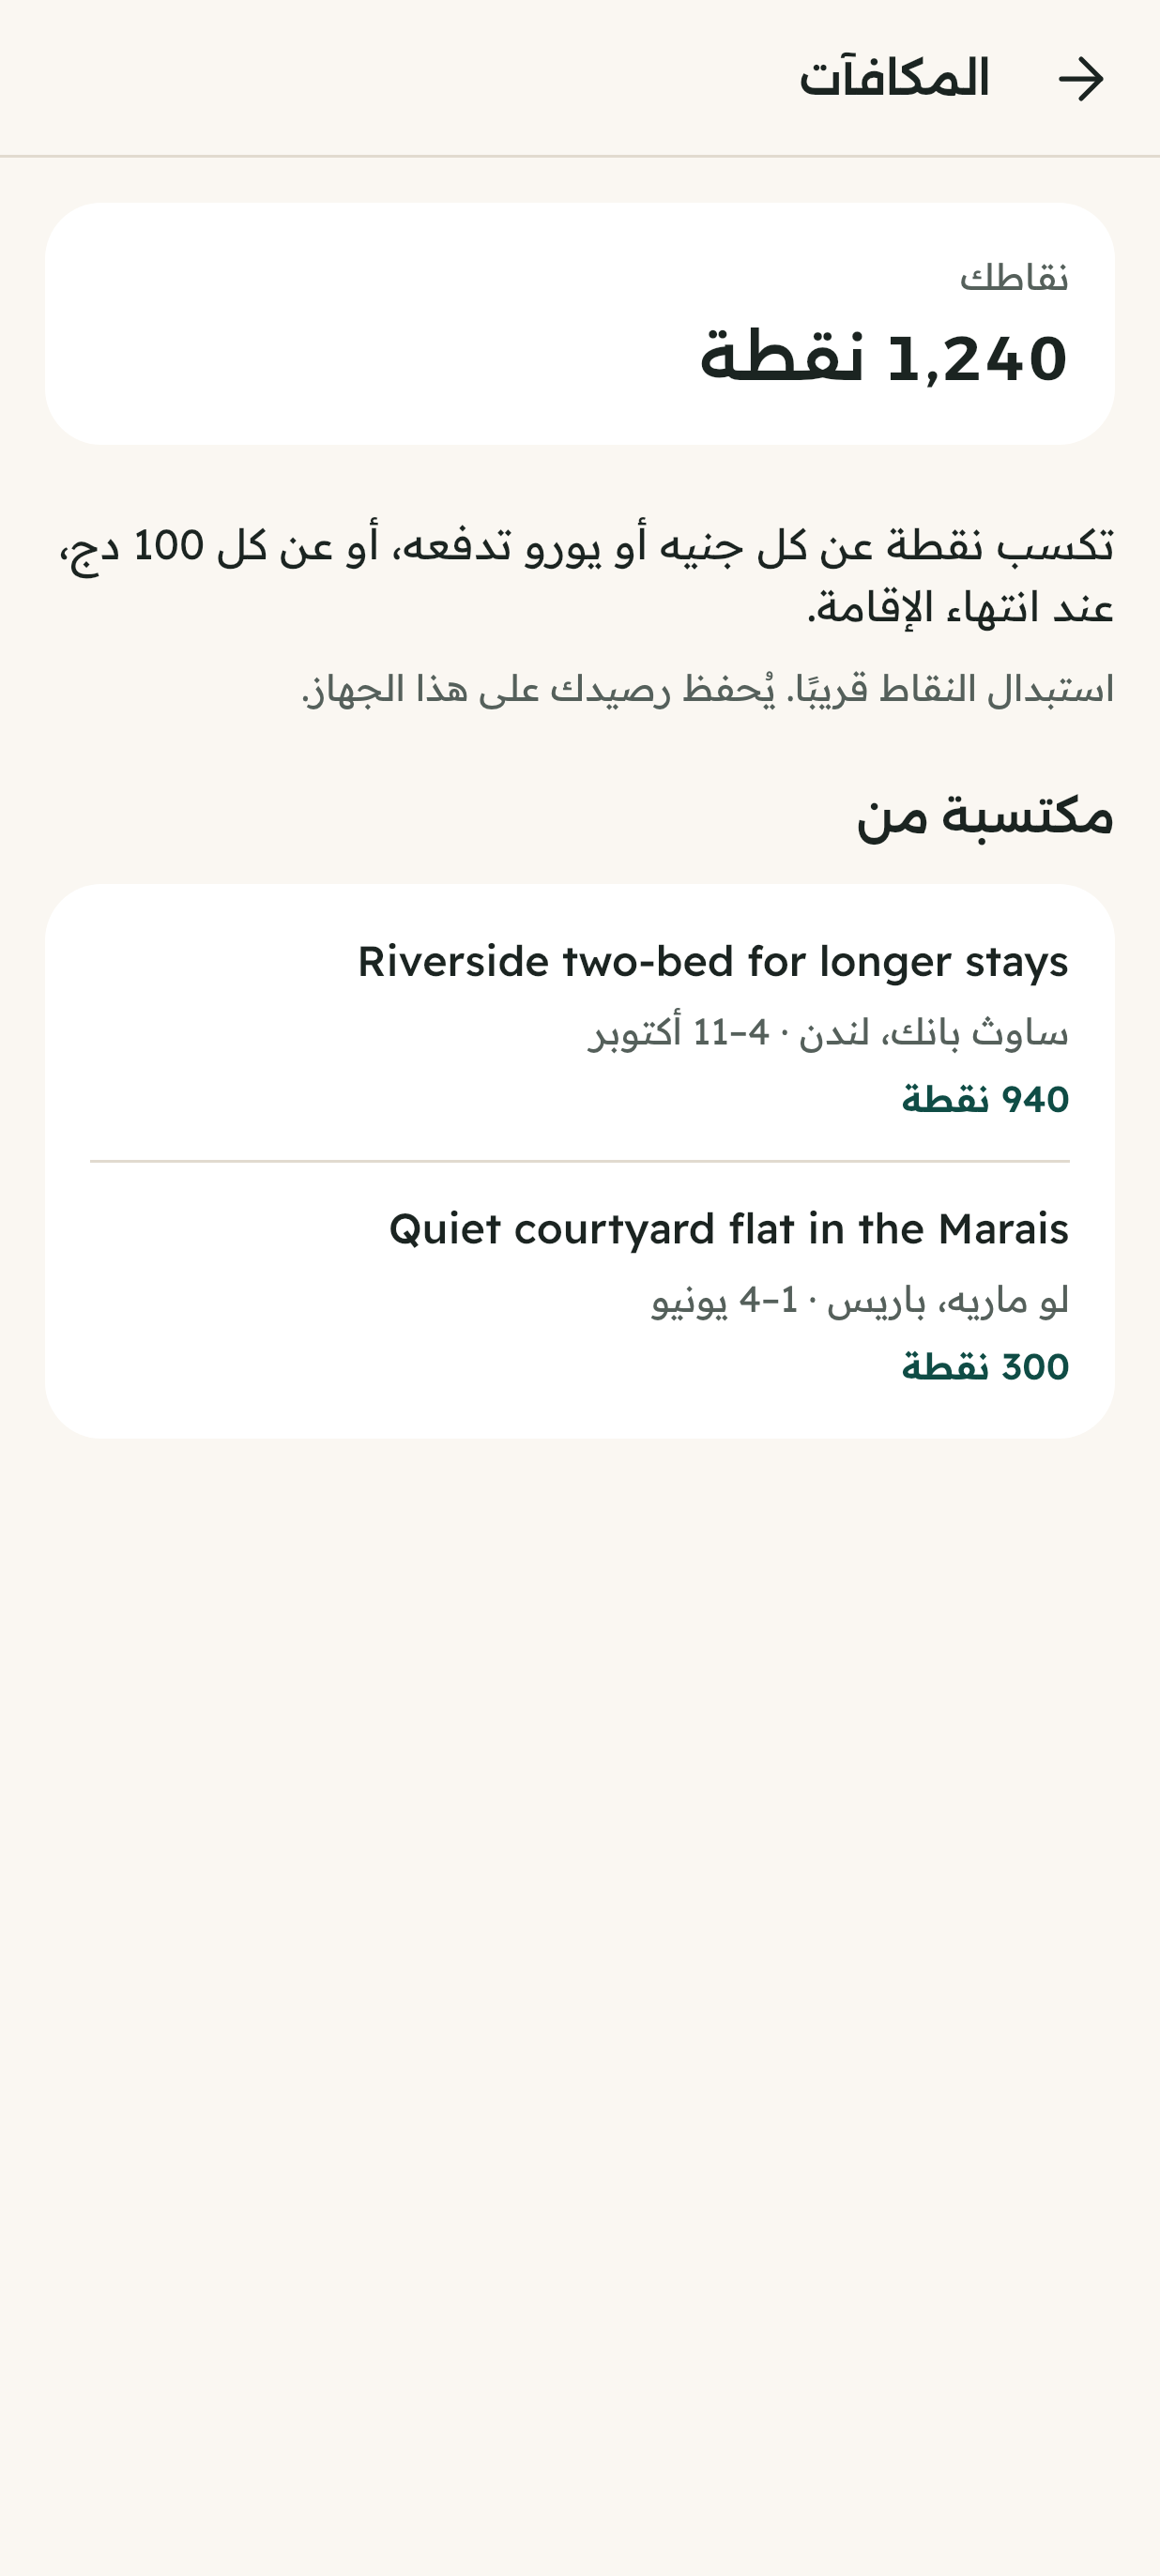 المكافآت
نقاطك
1,240 نقطة
تكسب نقطة عن كل جنيه أو يورو تدفعه، أو عن كل 100 دج،
عند انتهاء الإقامة.
استبدال النقاط قريبًا. يُحفظ رصيدك على هذا الجهاز.
مكتسبة من
Riverside two-bed for longer stays
ساوث بانك، لندن · 4–11 أكتوبر
940 نقطة
Quiet courtyard flat in the Marais
لو ماريه، باريس · 1–4 يونيو
300 نقطة